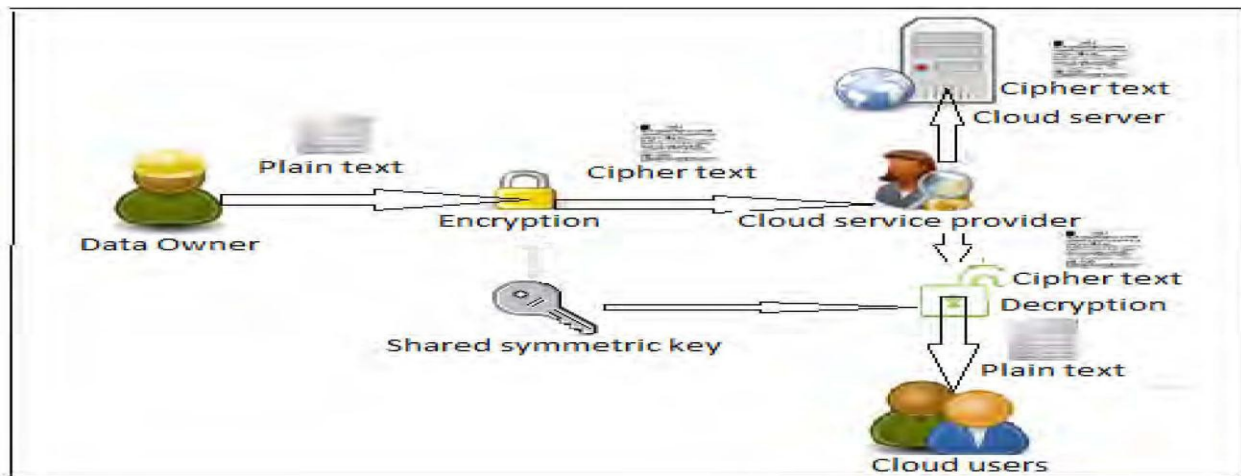 Cipher text
Cloud server
Plain text
Cipher text
Data Owner
Encryption
Cloud service provider
Cipher text
Decryption
Shared symmetric key
Plain text
Cloud users